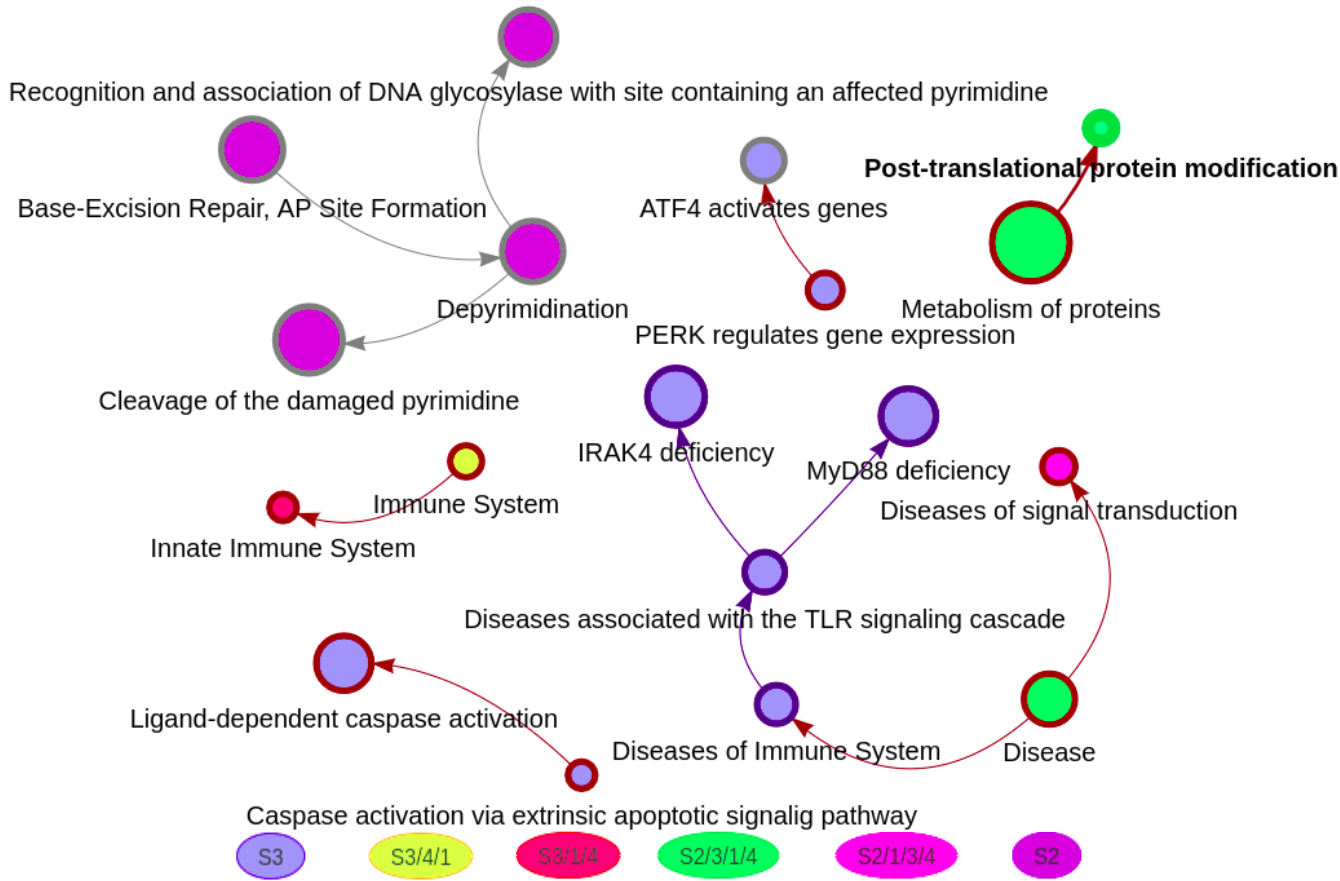 Recognition and association of DNA glycosylase with site containing an affected pyrimidine
Post-translational protein modification
Base-Excision Repair, AP Site Formation
ATF4 activates genes
Depyrimidination
Metabolism of proteins
PERK regulates gene expression
Cleavage of the damaged pyrimidine
IRAK4 deficiency
MyD88 deficiency
Immune System
Diseases of signal transduction
Innate Immune System
Diseases associated with the TLR signaling cascade
Ligand-dependent caspase activation
Diseases of Immune System
Disease
Caspase activation via extrinsic apoptotic signalig pathway
S3
S3/4/1
S3/1/4
S2/3/1/4
S2/1/3/4
S2